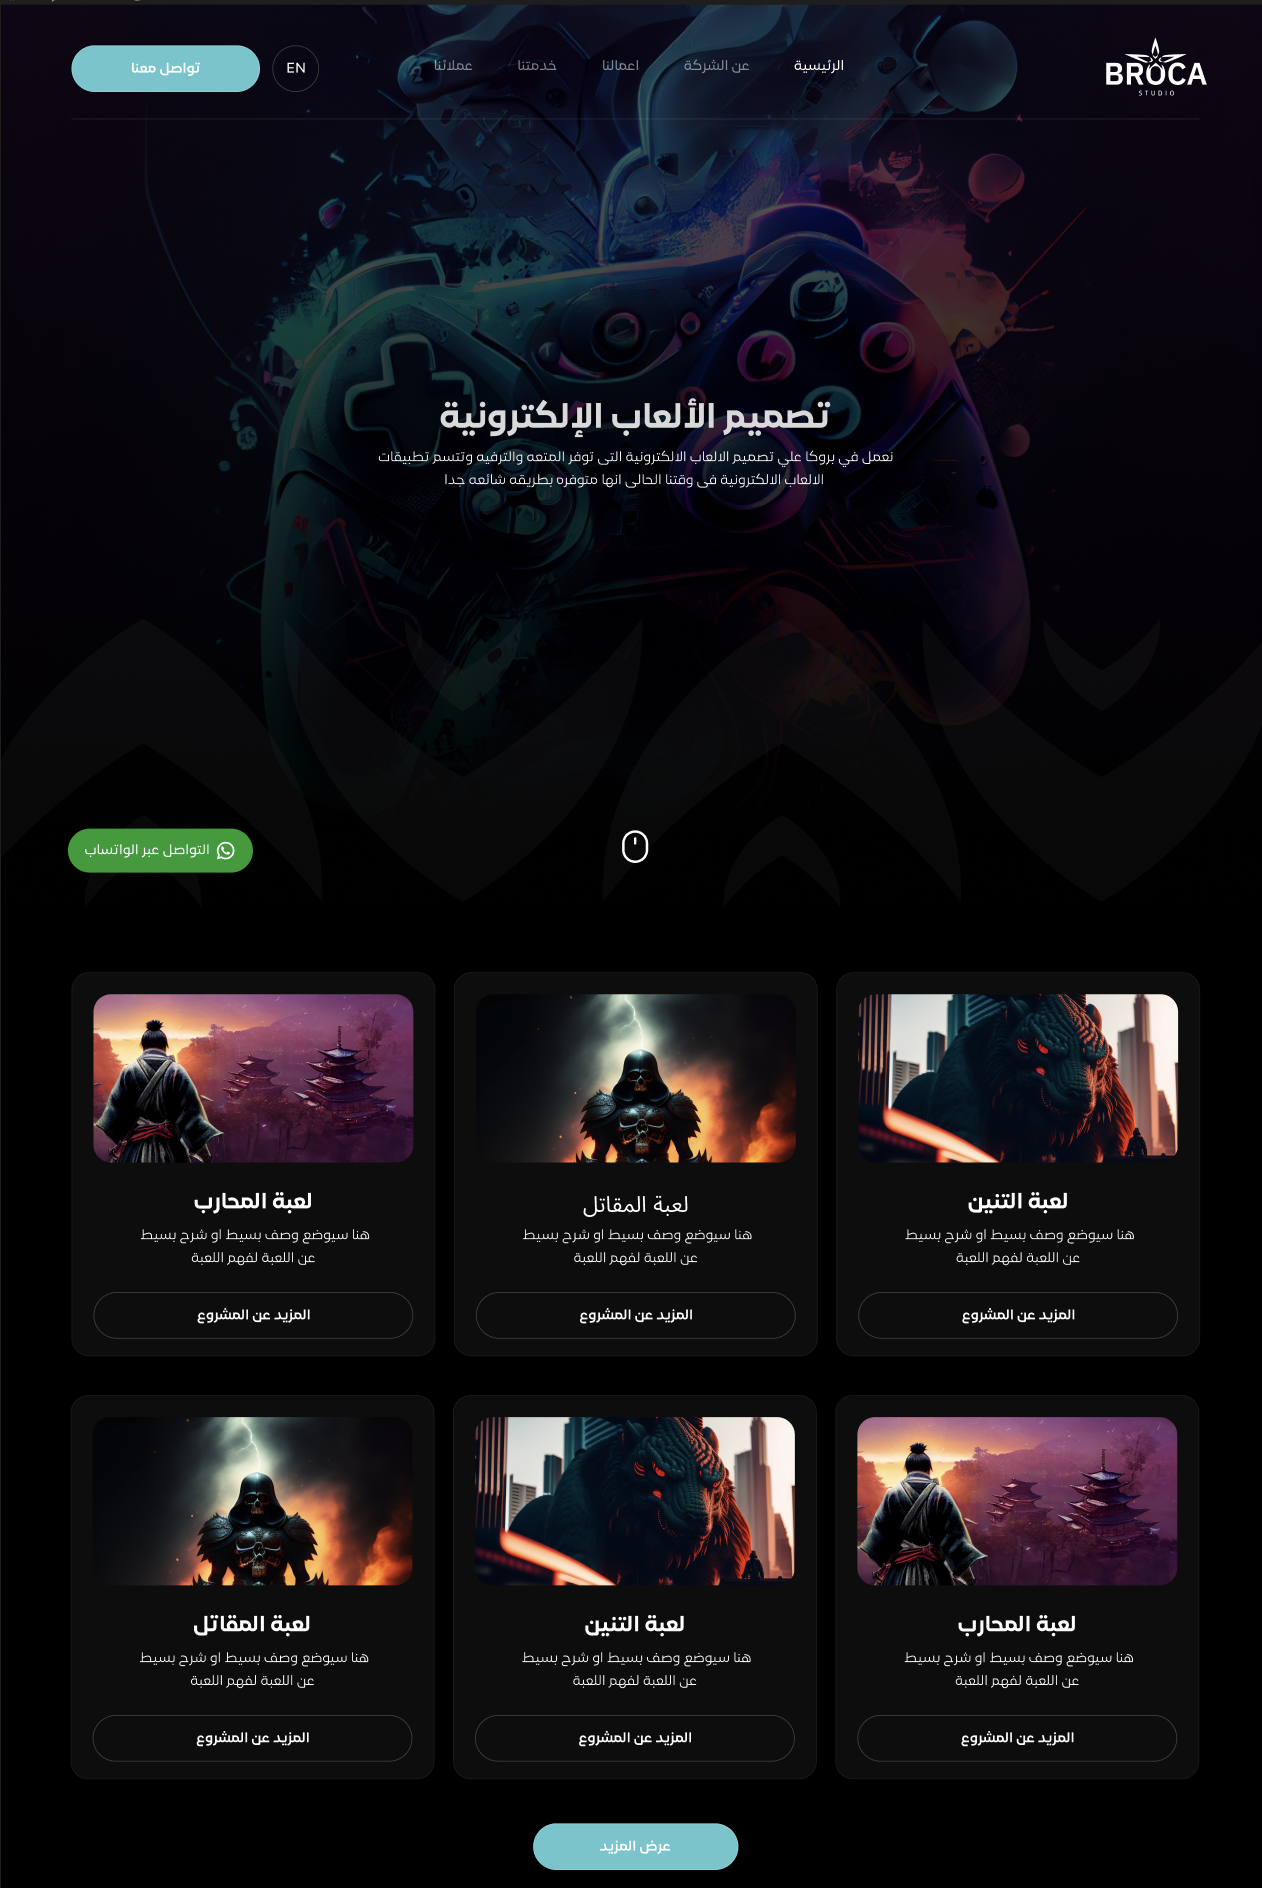 BROCA
STUDIO
الرئيسية
عن الشركة
اعمالنا
خدمتنا
عملائنا
EN
تواصل معنا
تصميم الألعاب الإلكترونية
نعمل في بروكا علي تصميم الالعاب الالكترونية التى توفر المتعه والترفيه وتتسم تطبيقات
الالعاب الالكترونية فى وقتنا الحالى انها متوفره بطريقه شائعه جدا
التواصل عبر الواتساب
لعبة التنين
هنا سيوضع وصف بسيط او شرح بسيط
عن اللعبة لفهم اللعبة
المزيد عن المشروع
لعبة المقاتل
هنا سيوضع وصف بسيط او شرح بسيط
عن اللعبة لفهم اللعبة
المزيد عن المشروع
لعبة المحارب
هنا سيوضع وصف بسيط او شرح بسيط
عن اللعبة لفهم اللعبة
المزيد عن المشروع
لعبة المحارب
هنا سيوضع وصف بسيط او شرح بسيط
عن اللعبة لفهم اللعبة
المزيد عن المشروع
لعبة التنين
هنا سيوضع وصف بسيط او شرح بسيط
عن اللعبة لفهم اللعبة
المزيد عن المشروع
لعبة المقاتل
هنا سيوضع وصف بسيط او شرح بسيط
عن اللعبة لفهم اللعبة
المزيد عن المشروع
عرض المزيد